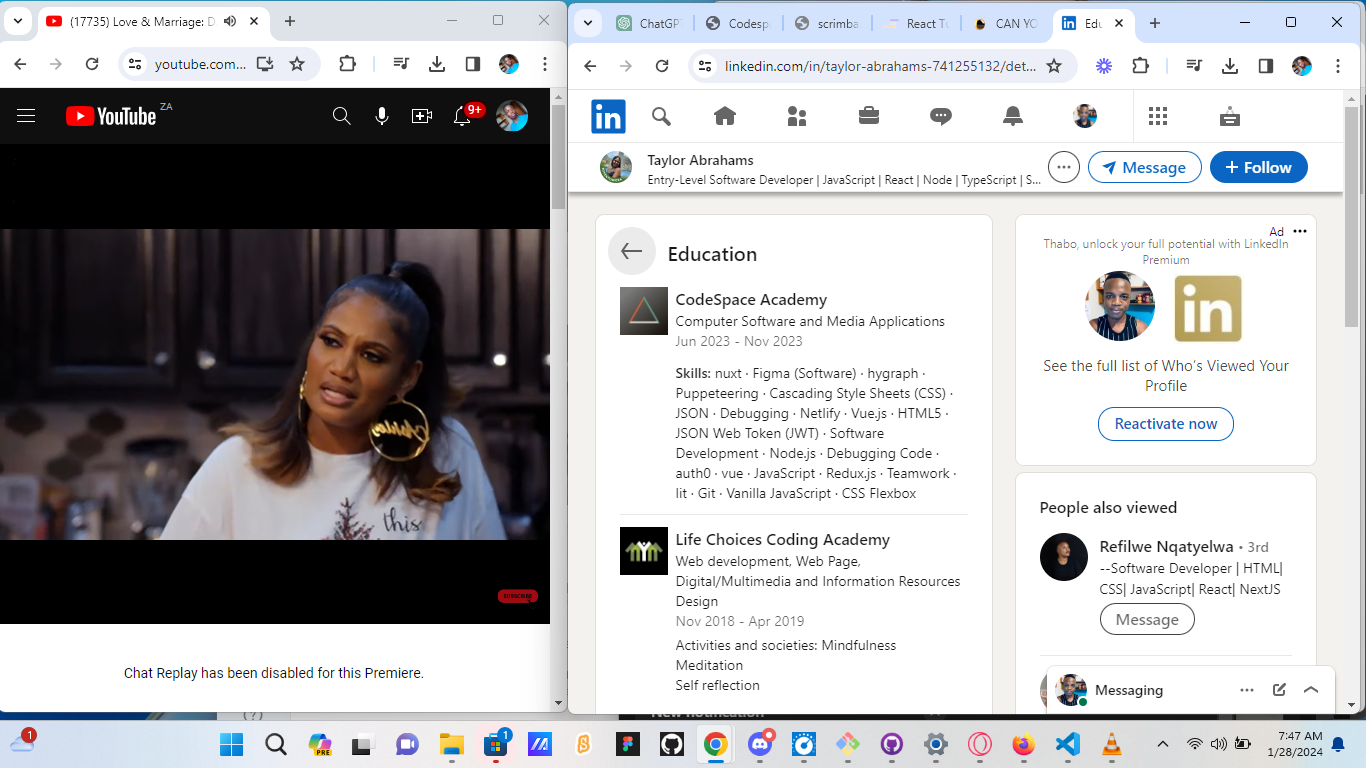 (17735) Love & Marriage: D
youtube.com...
YouTube
ZA
9+
this
SUBSCRIBE
Chat Replay has been disabled for this Premiere.
ChatGP
Codesp
scrimba
React Tu
CAN YO
Edu
linkedin.com/in/taylor-abrahams-741255132/det...
in
Taylor Abrahams
Entry-Level Software Developer | JavaScript | React | Node | TypeScript | S...
Message
Follow
Education
CodeSpace Academy
Computer Software and Media Applications
Jun 2023 - Nov 2023
Skills: nuxt · Figma (Software) · hygraph ·
Puppeteering · Cascading Style Sheets (CSS) ·
JSON · Debugging · Netlify · Vue.js · HTML5 ·
JSON Web Token (JWT) · Software
Development · Node.js · Debugging Code ·
auth0 · vue · JavaScript · Redux.js · Teamwork ·
lit · Git · Vanilla JavaScript · CSS Flexbox
Life Choices Coding Academy
Web development, Web Page,
Digital/Multimedia and Information Resources
Design
Nov 2018 - Apr 2019
Activities and societies: Mindfulness
Meditation
Self reflection
Ad
Thabo, unlock your full potential with LinkedIn
Premium
in
See the full list of Who's Viewed Your
Profile
Reactivate now
People also viewed
Refilwe Nqatyelwa • 3rd
--Software Developer | HTML|
CSS| JavaScript| React| NextJS
Message
Messaging
New notification
1
PRE
1
7:47 AM
1/28/2024